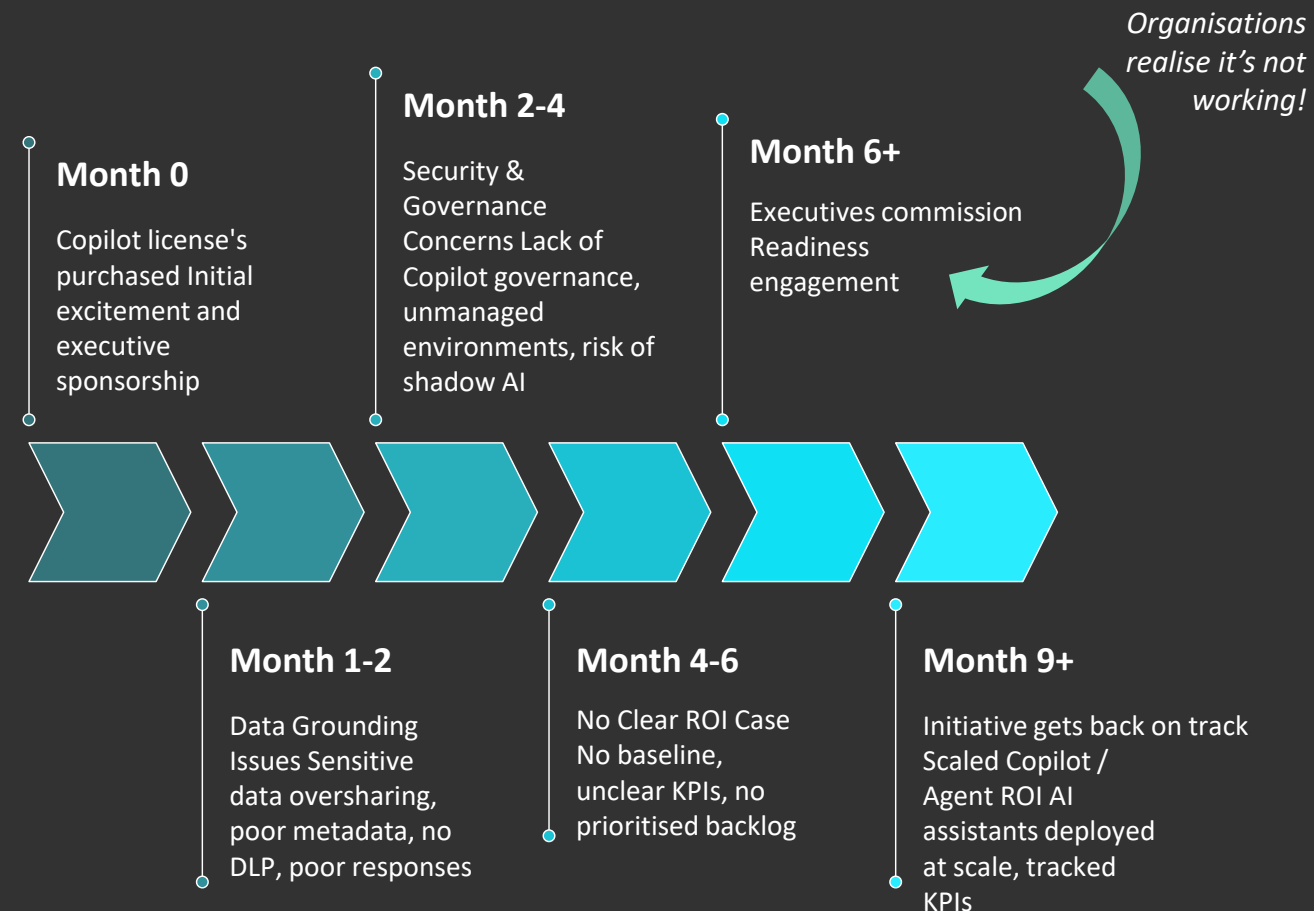 Organisations
realise it’s not
working!
Month 0
Copilot license's
purchased Initial
excitement and
executive
sponsorship
Month 1-2
Data Grounding
Issues Sensitive
data oversharing,
poor metadata, no
DLP, poor responses
Month 2-4
Security &
Governance
Concerns Lack of
Copilot governance,
unmanaged
environments, risk of
shadow AI
Month 4-6
No Clear ROI Case
No baseline,
unclear KPIs, no
prioritised backlog
Month 6+
Executives commission
Readiness
engagement
Month 9+
Initiative gets back on track
Scaled Copilot /
Agent ROI AI
assistants deployed
at scale, tracked
KPIs